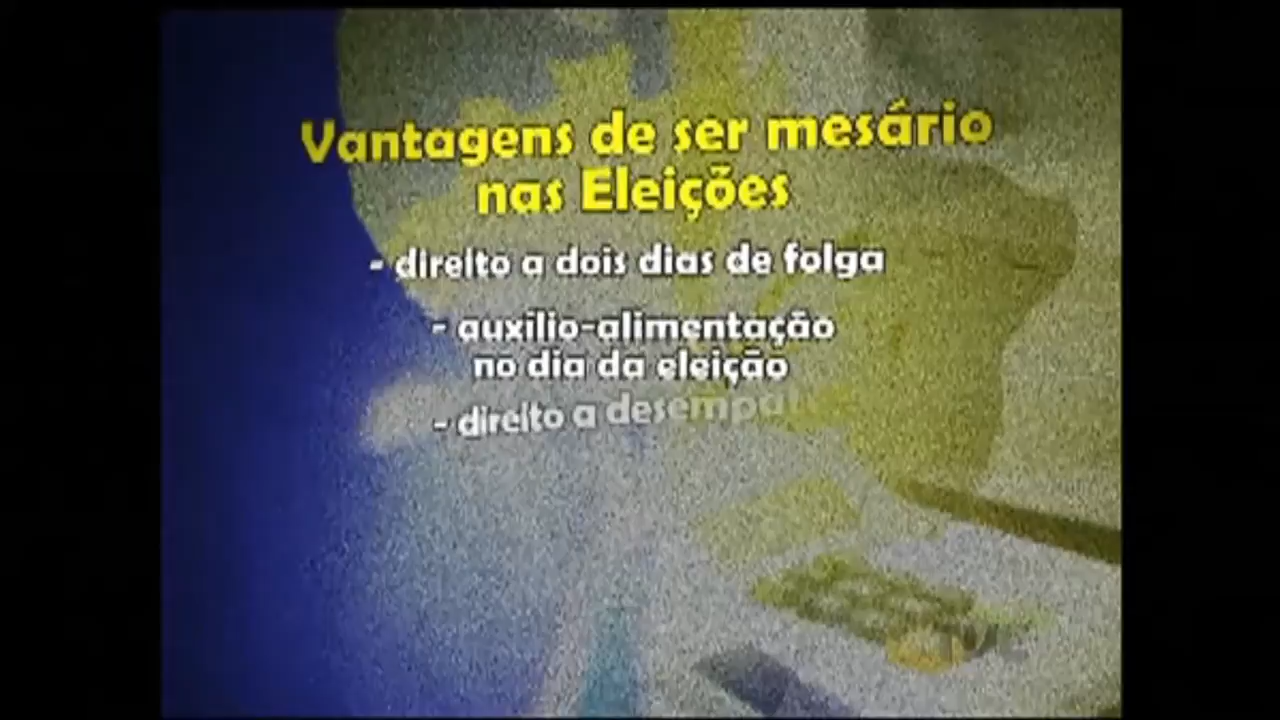 Vantagens de ser mesário
nas Eleições
- direito a dois dias de folga
- auxilio-alimentação
no dia da eleição
- direito a